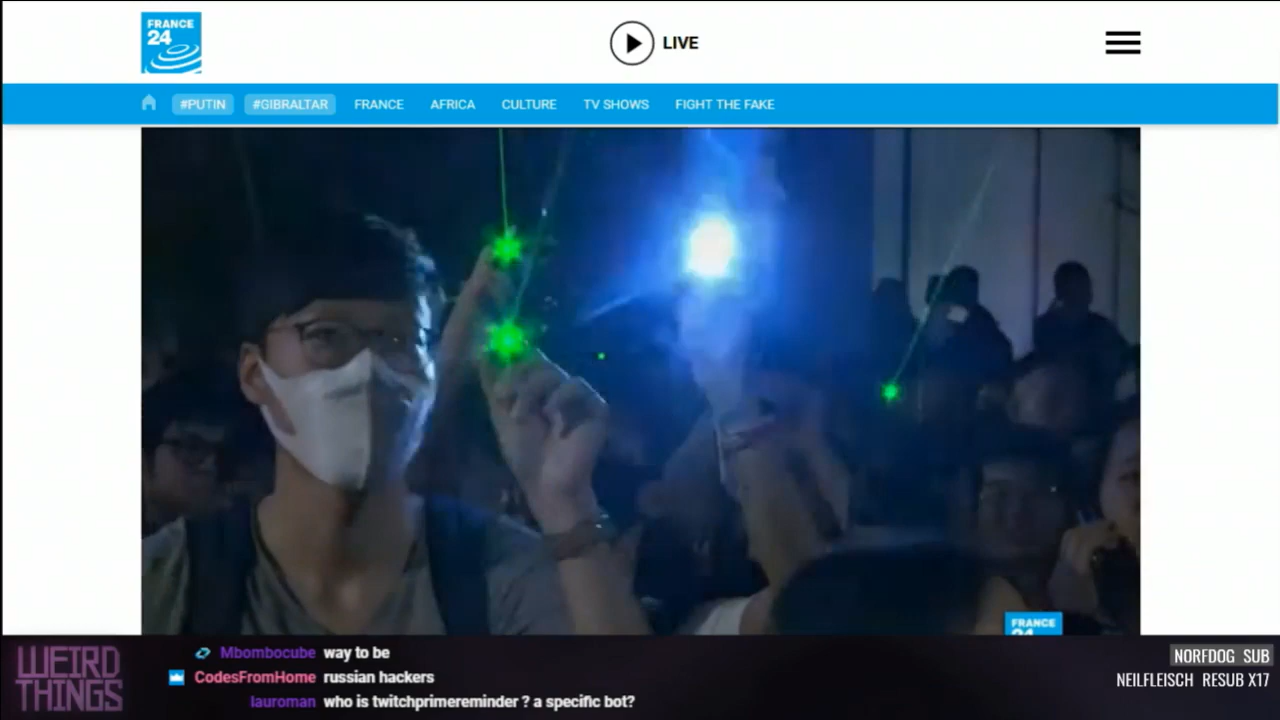 FRANCE
24
LIVE
#PUTIN #GIBRALTAR FRANCE AFRICA CULTURE TV SHOWS FIGHT THE FAKE
FRANCE
24
WEIRD
THINGS
Mbombocube way to be
CodesFromHome russian hackers
lauroman who is twitchprimereminder ? a specific bot?
NORFDOG SUB
NEILFLEISCH RESUB X17